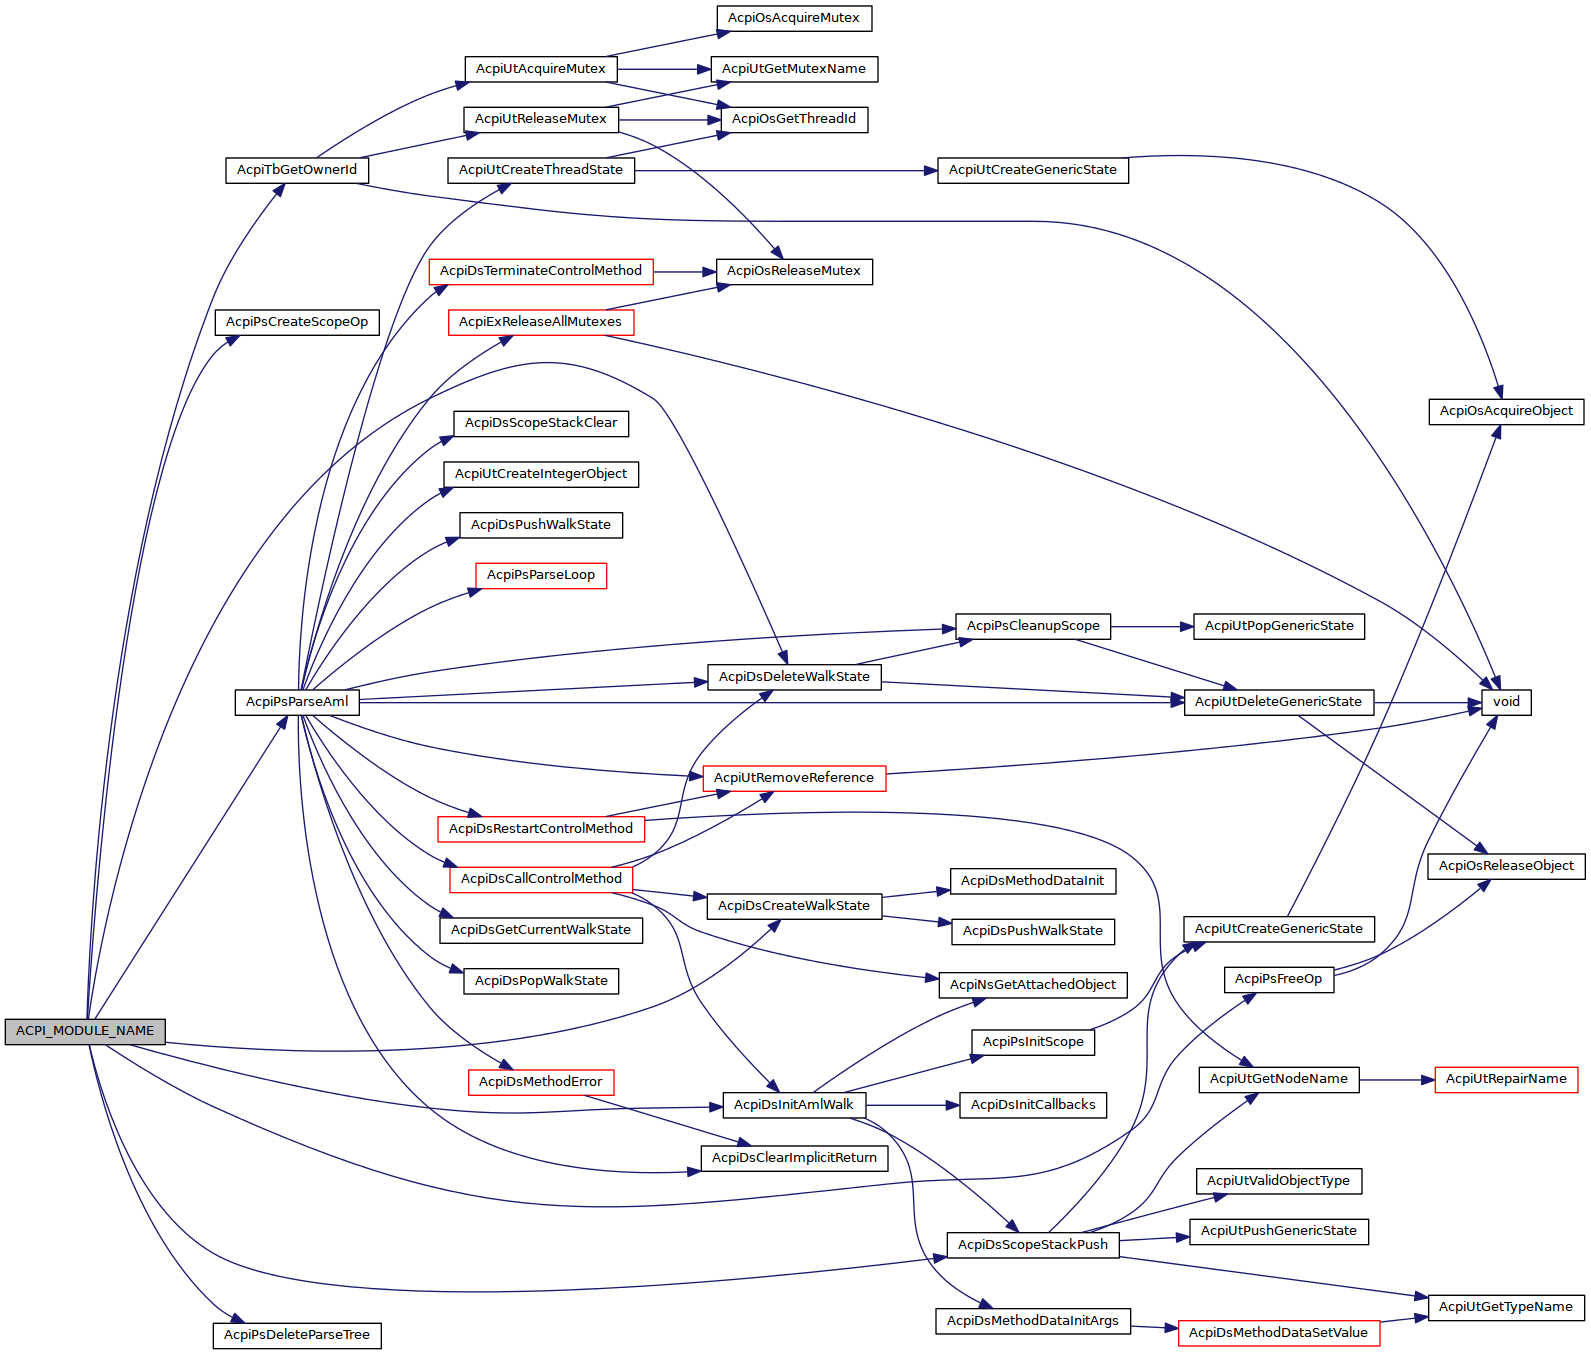 AcpiOsAcquireMutex
AcpiUtAcquireMutex
AcpiUtGetMutexName
AcpiUtReleaseMutex
AcpiOsGetThreadId
AcpiTbGetOwnerId
AcpiUtCreateThreadState
AcpiUtCreateGenericState
AcpiDsTerminateControlMethod
AcpiOsReleaseMutex
AcpiPsCreateScopeOp
AcpiExReleaseAllMutexes
AcpiOsAcquireObject
AcpiDsScopeStackClear
AcpiUtCreateIntegerObject
AcpiDsPushWalkState
AcpiPsParseLoop
AcpiPsCleanupScope
AcpiUtPopGenericState
AcpiDsDeleteWalkState
AcpiPsParseAml
AcpiUtDeleteGenericState
void
AcpiUtRemoveReference
AcpiDsRestartControlMethod
AcpiOsReleaseObject
AcpiDsCallControlMethod
AcpiDsMethodDataInit
AcpiDsCreateWalkState
AcpiDsGetCurrentWalkState
AcpiDsPushWalkState
AcpiUtCreateGenericState
AcpiDsPopWalkState
AcpiNsGetAttachedObject
AcpiPsFreeOp
ACPI_MODULE_NAME
AcpiPsInitScope
AcpiDsMethodError
AcpiUtGetNodeName
AcpiUtRepairName
AcpiDsInitAmlWalk
AcpiDsInitCallbacks
AcpiDsClearImplicitReturn
AcpiUtValidObjectType
AcpiUtPushGenericState
AcpiDsScopeStackPush
AcpiUtGetTypeName
AcpiDsMethodDataInitArgs
AcpiDsMethodDataSetValue
AcpiPsDeleteParseTree